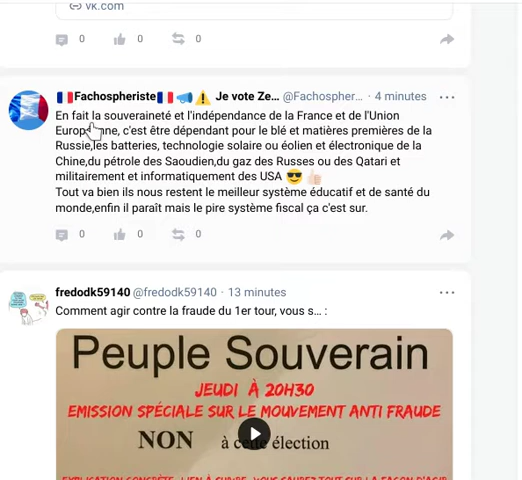 vk.com
0 0 0
Fachospheriste Je vote Ze... @Fachospher... · 4 minutes
En fait la souveraineté et l'indépendance de la France et de l'Union
Européenne, c'est être dépendant pour le blé et matières premières de la
Russie,les batteries, technologie solaire ou éolien et électronique de la
Chine,du pétrole des Saoudien,du gaz des Russes ou des Qatari et
militairement et informatiquement des USA 😎 👍🏻
Tout va bien ils nous restent le meilleur système éducatif et de santé du
monde,enfin il paraît mais le pire système fiscal ça c'est sur.
0 0 0
fredodk59140 @fredodk59140 · 13 minutes
Comment agir contre la fraude du 1er tour, vous s... :
Peuple Souverain
JEUDI À 20H30
EMISSION SPÉCIALE SUR LE MOUVEMENT ANTI FRAUDE
NON à cette élection